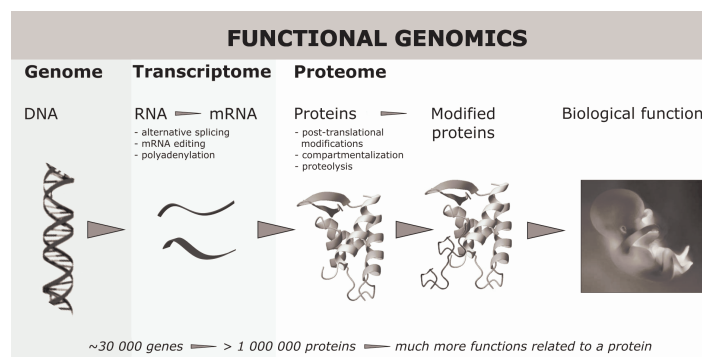 FUNCTIONAL GENOMICS
Genome
Transcriptome
Proteome
DNA
RNA
mRNA
- alternative splicing
- mRNA editing
- polyadenylation
Proteins
- post-translational
modifications
- compartmentalization
- proteolysis
Modified
proteins
Biological function
~30 000 genes > 1 000 000 proteins much more functions related to a protein